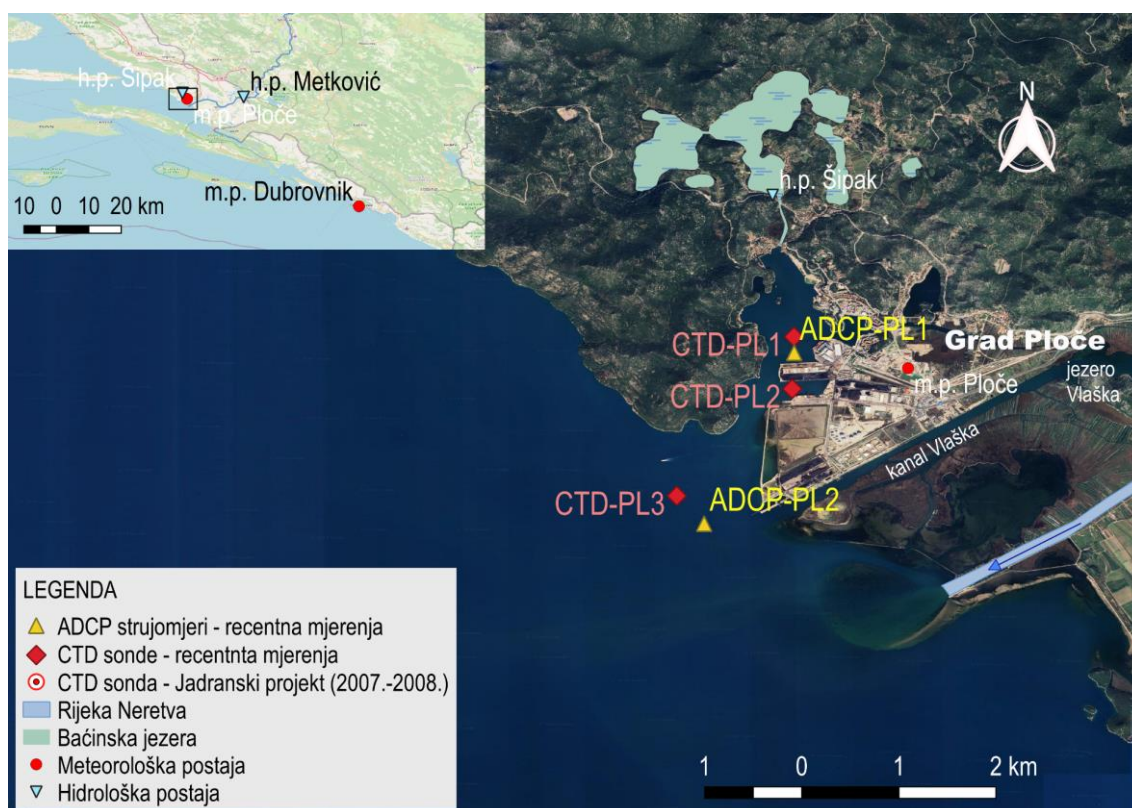 h.p. Šipak
h.p. Metković
m.p. Ploče
m.p. Dubrovnik
10 0 10 20 km
N
h.p. Šipak
CTD-PL1
ADCP-PL1
Grad Ploče
m.p. Ploče
jezero
Vlaška
CTD-PL2
kanal Vlaška
CTD-PL3
ADCP-PL2
LEGENDA
ADCP strujomjeri - recentna mjerenja
CTD sonde - recentnta mjerenja
CTD sonda - Jadranski projekt (2007.-2008.)
Rijeka Neretva
Baćinska jezera
Meteorološka postaja
Hidrološka postaja
1 0 1 2 km